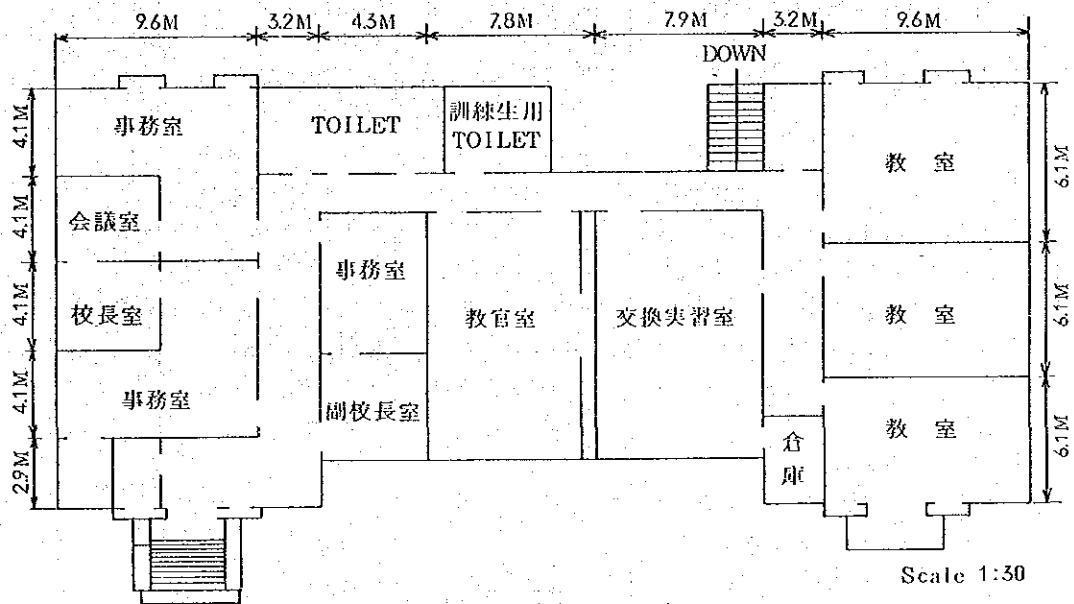 9.6M 3.2M 4.3M 7.8M 7.9M 3.2M 9.6M
DOWN
4.1M
事務室
TOILET
訓練生用
TOILET
教 室
6.1M
4.1M
会議室
事務室
4.1M
校長室
教官室
交換実習室
教 室
6.1M
4.1M
事務室
副校長室
倉
庫
教 室
6.1M
2.9M
Scale 1:30